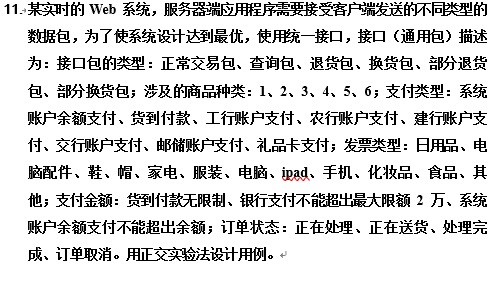 11.某实时的 Web 系统，服务器端应用程序需要接受客户端发送的不同类型的
数据包，为了使系统设计达到最优，使用统一接口，接口（通用包）描述
为：接口包的类型：正常交易包、查询包、退货包、换货包、部分退货
包、部分换货包；涉及的商品种类：1、2、3、4、5、6；支付类型：系统
账户余额支付、货到付款、工行账户支付、农行账户支付、建行账户支
付、交行账户支付、邮储账户支付、礼品卡支付；发票类型：日用品、电
脑配件、鞋、帽、家电、服装、电脑、ipad、手机、化妆品、食品、其
他；支付金额：货到付款无限制、银行支付不能超出最大限额 2 万、系统
账户余额支付不能超出余额；订单状态：正在处理、正在送货、处理完
成、订单取消。用正交实验法设计用例。